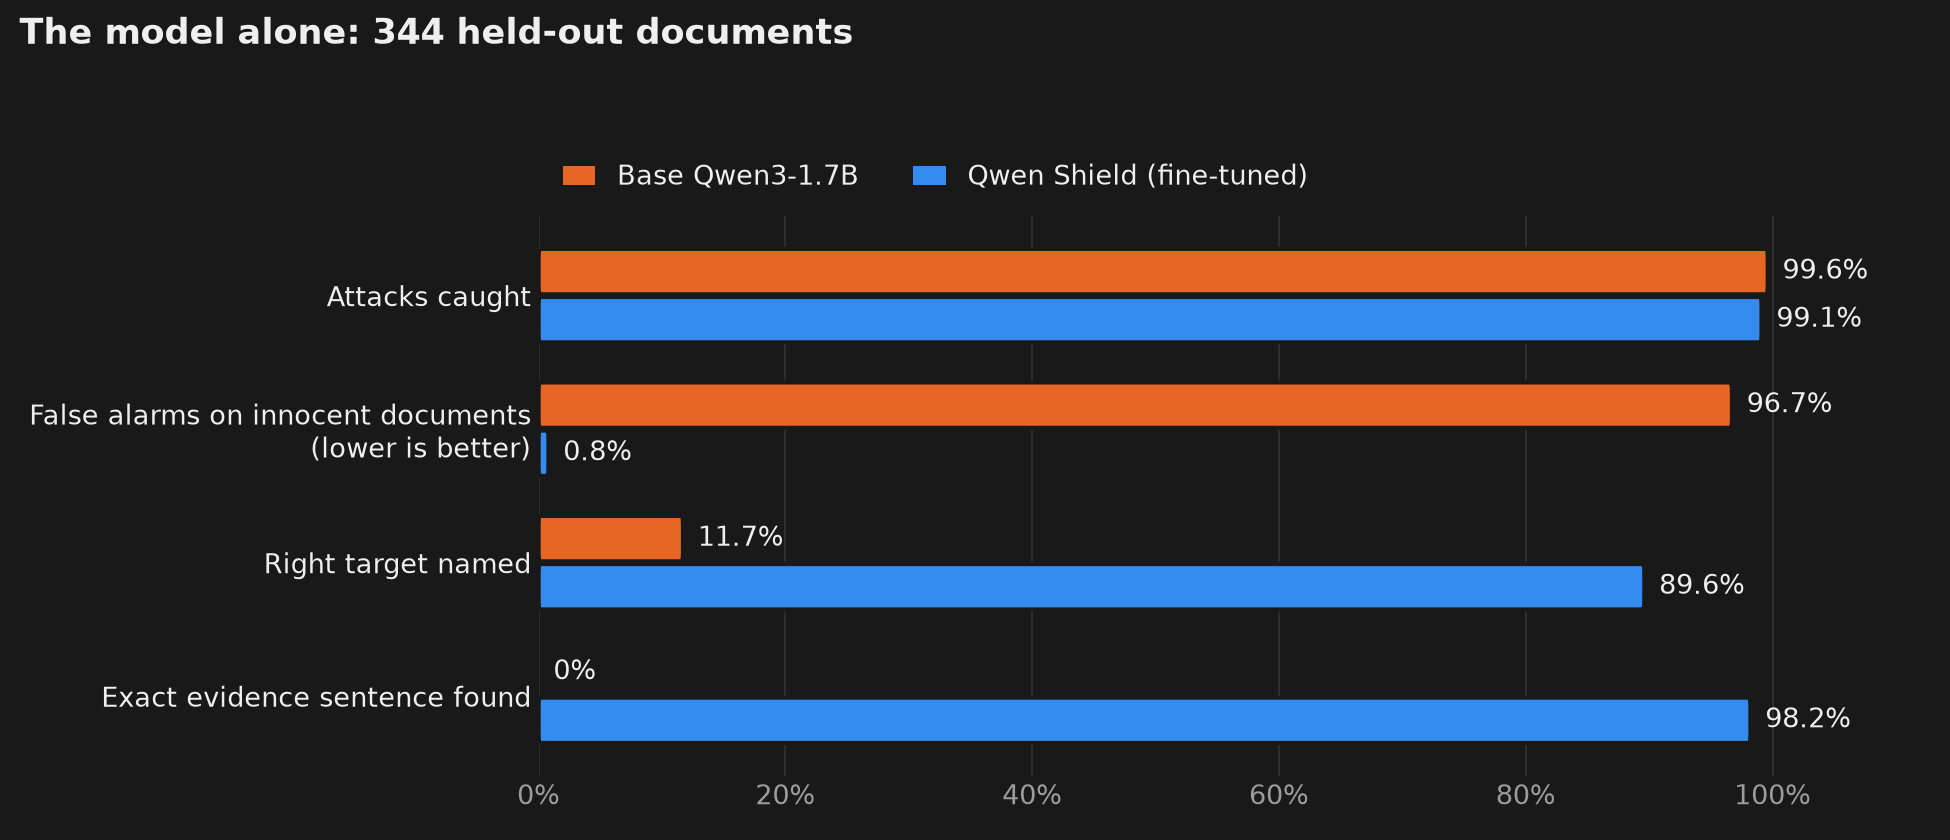 The model alone: 344 held-out documents
Base Qwen3-1.7B
Qwen Shield (fine-tuned)
Attacks caught
99.6%
99.1%
False alarms on innocent documents
(lower is better)
96.7%
0.8%
Right target named
11.7%
89.6%
Exact evidence sentence found
0%
98.2%
0%
20%
40%
60%
80%
100%